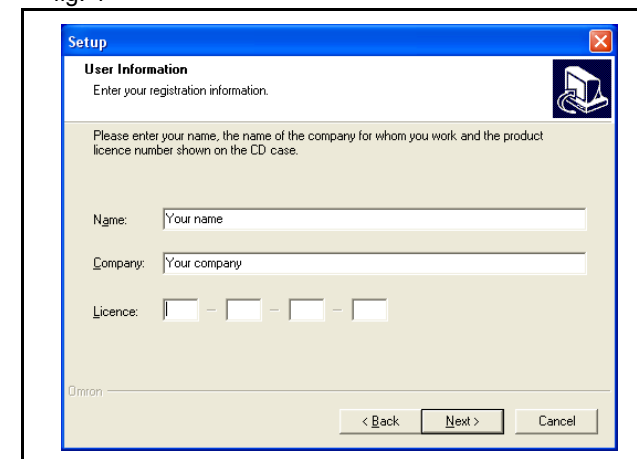 Setup
User Information
Enter your registration information.
Please enter your name, the name of the company for whom you work and the product
licence number shown on the CD case.
Name: Your name
Company: Your company
Licence: – – –
Omron
< Back Next > Cancel